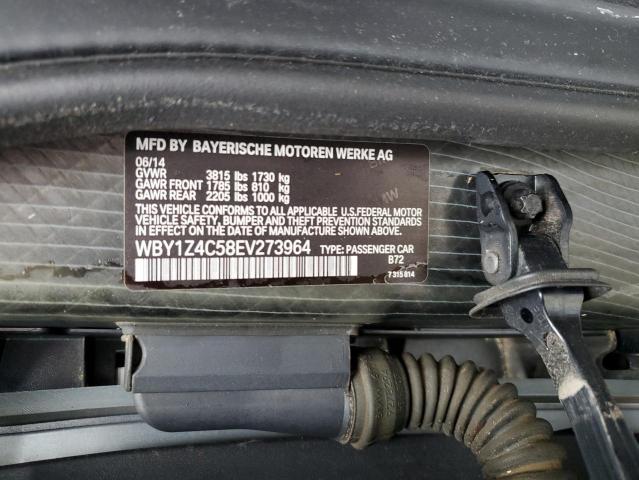 MFD BY BAYERISCHE MOTOREN WERKE AG
06/14
GVWR 3815 lbs 1730 kg
GAWR FRONT 1785 lbs 810 kg
GAWR REAR 2205 lbs 1000 kg
THIS VEHICLE CONFORMS TO ALL APPLICABLE U.S.FEDERAL MOTOR
VEHICLE SAFETY, BUMPER AND THEFT PREVENTION STANDARDS
IN EFFECT ON THE DATE OF MANUFACTURE SHOWN ABOVE.
WBY1Z4C58EV273964 TYPE: PASSENGER CAR
B72
7 315 814